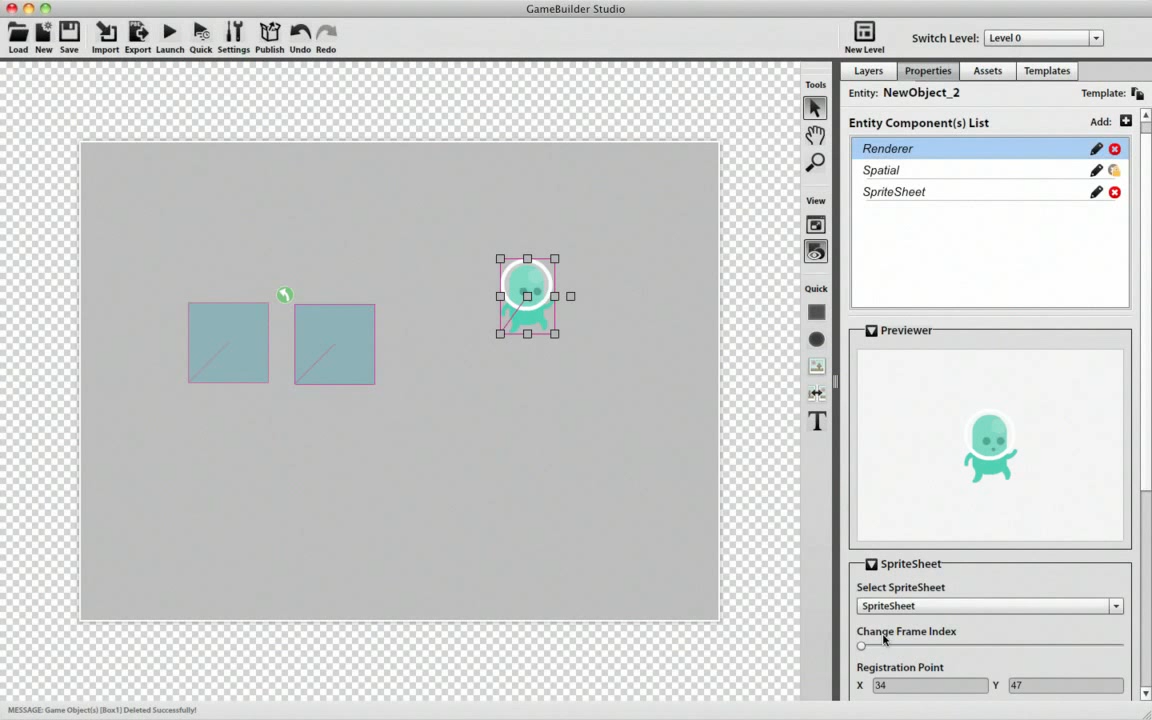 GameBuilder Studio
Load New Save Import Export Launch Quick Settings Publish Undo Redo
New Level
Switch Level: Level 0
Layers Properties Assets Templates
Entity: NewObject_2 Template:
Entity Component(s) List Add:
Renderer
Spatial
SpriteSheet
Tools
View
Quick
T
Previewer
SpriteSheet
Select SpriteSheet
SpriteSheet
Change Frame Index
Registration Point
X 34 Y 47
MESSAGE: Game Object(s) [Box1] Deleted Successfully!